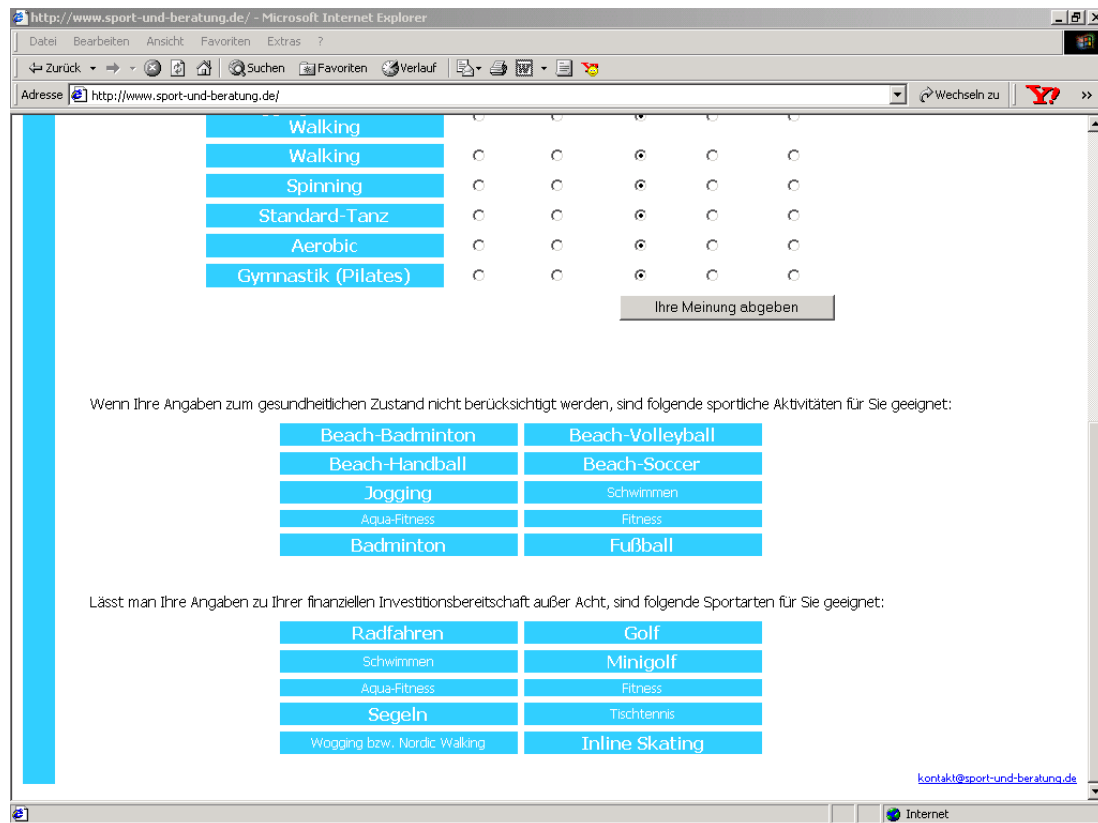 http://www.sport-und-beratung.de/ - Microsoft Internet Explorer
Datei Bearbeiten Ansicht Favoriten Extras ?
Zurück Suchen Favoriten Verlauf
Adresse http://www.sport-und-beratung.de/ Wechseln zu Y! »
Walking
Walking
Spinning
Standard-Tanz
Aerobic
Gymnastik (Pilates)
Ihre Meinung abgeben
Wenn Ihre Angaben zum gesundheitlichen Zustand nicht berücksichtigt werden, sind folgende sportliche Aktivitäten für Sie geeignet:
Beach-Badminton Beach-Volleyball
Beach-Handball Beach-Soccer
Jogging Schwimmen
Aqua-Fitness Fitness
Badminton Fußball
Lässt man Ihre Angaben zu Ihrer finanziellen Investitionsbereitschaft außer Acht, sind folgende Sportarten für Sie geeignet:
Radfahren Golf
Schwimmen Minigolf
Aqua-Fitness Fitness
Segeln Tischtennis
Wogging bzw. Nordic Walking Inline Skating
kontakt@sport-und-beratung.de
Internet